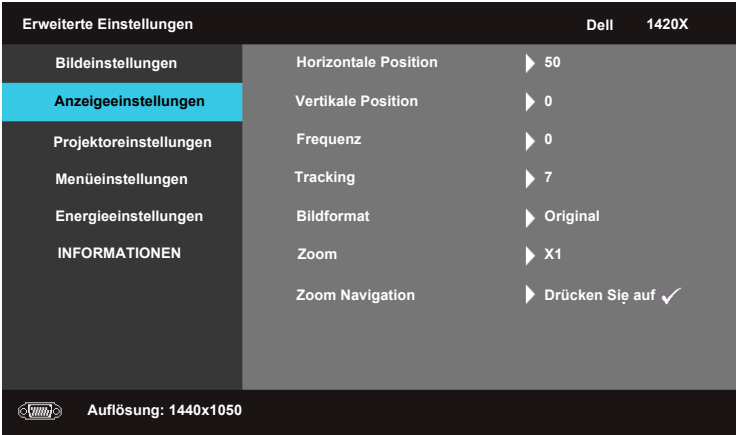 Erweiterte Einstellungen Dell 1420X
Bildeinstellungen
Anzeigeeinstellungen
Projektoreinstellungen
Menüeinstellungen
Energieeinstellungen
INFORMATIONEN
Horizontale Position 50
Vertikale Position 0
Frequenz 0
Tracking 7
Bildformat Original
Zoom X1
Zoom Navigation Drücken Sie auf ✓
Auflösung: 1440x1050